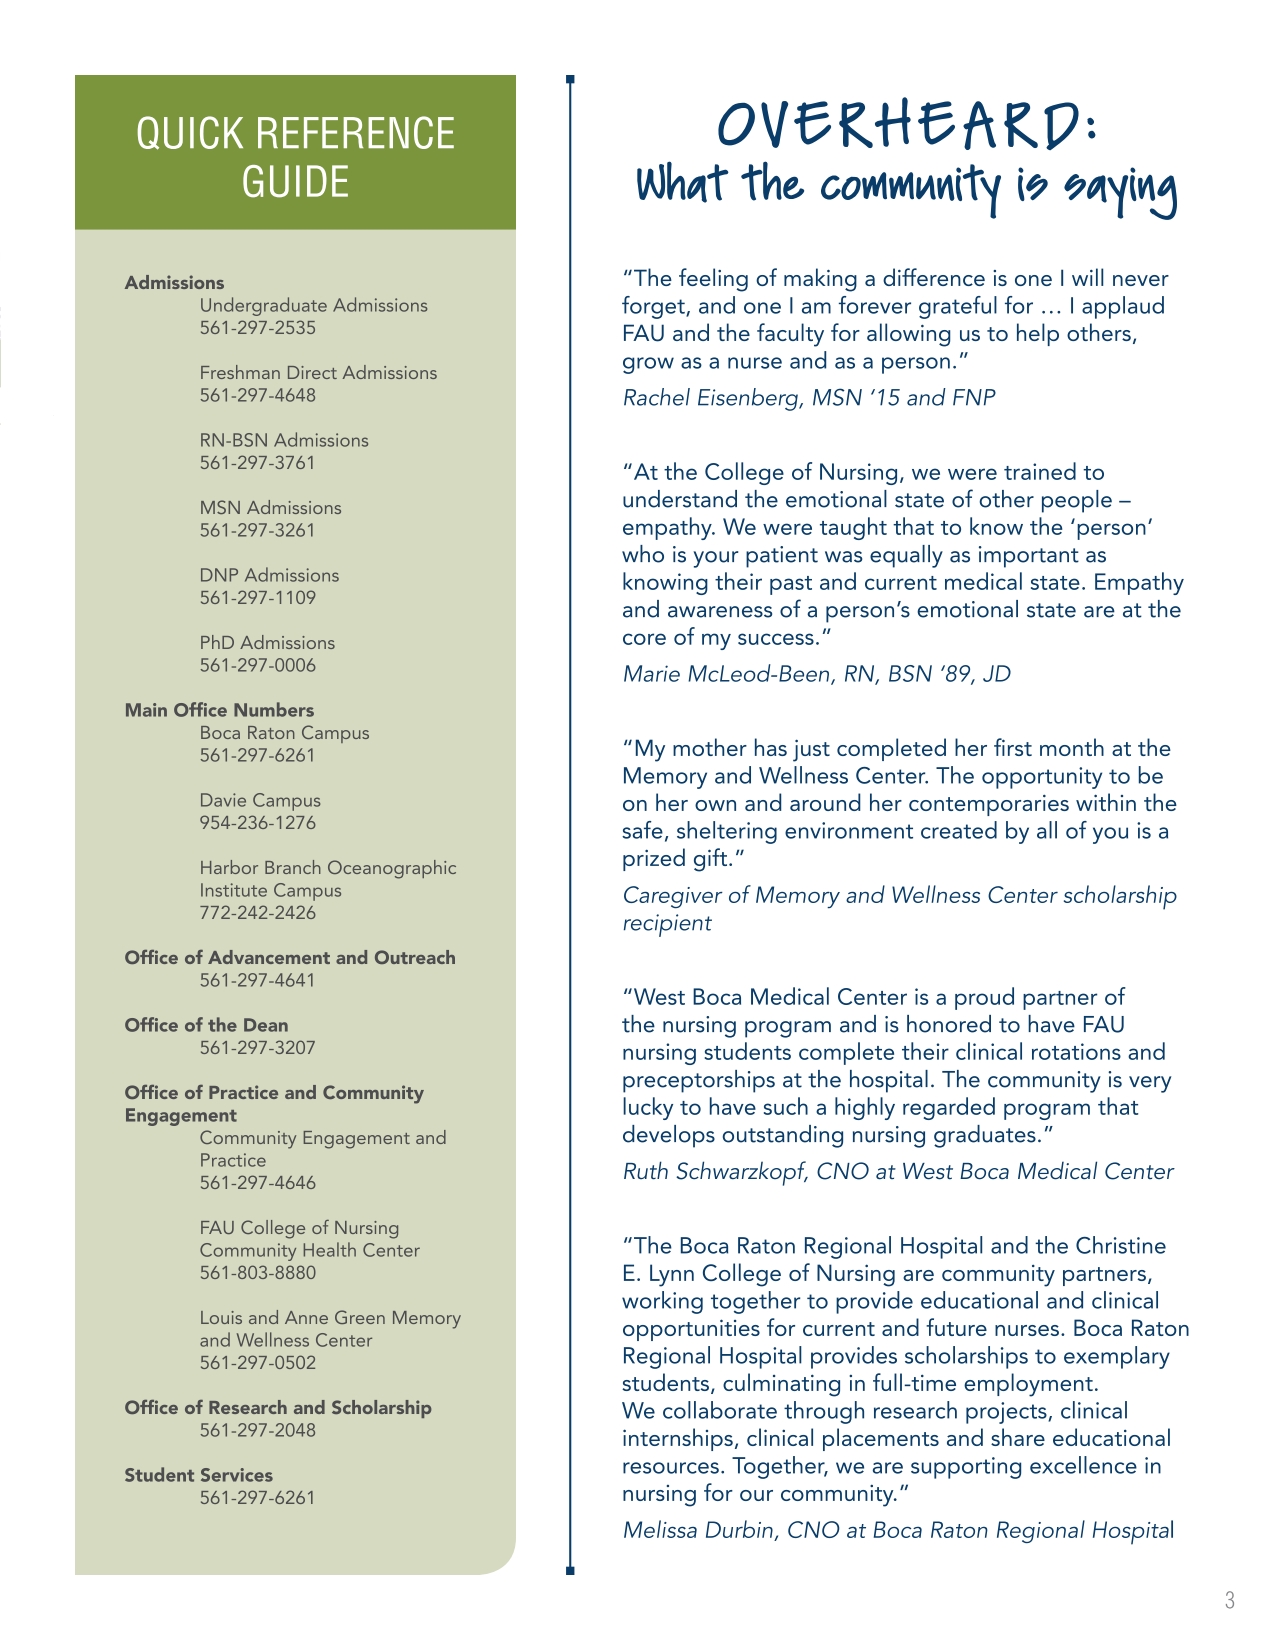 QUICK REFERENCE
GUIDE
Admissions
Undergraduate Admissions
561-297-2535
Freshman Direct Admissions
561-297-4648
RN-BSN Admissions
561-297-3761
MSN Admissions
561-297-3261
DNP Admissions
561-297-1109
PhD Admissions
561-297-0006
Main Office Numbers
Boca Raton Campus
561-297-6261
Davie Campus
954-236-1276
Harbor Branch Oceanographic
Institute Campus
772-242-2426
Office of Advancement and Outreach
561-297-4641
Office of the Dean
561-297-3207
Office of Practice and Community
Engagement
Community Engagement and
Practice
561-297-4646
FAU College of Nursing
Community Health Center
561-803-8880
Louis and Anne Green Memory
and Wellness Center
561-297-0502
Office of Research and Scholarship
561-297-2048
Student Services
561-297-6261
OVERHEARD:
What the community is saying
“The feeling of making a difference is one I will never
forget, and one I am forever grateful for … I applaud
FAU and the faculty for allowing us to help others,
grow as a nurse and as a person.”
Rachel Eisenberg, MSN ‘15 and FNP
“At the College of Nursing, we were trained to
understand the emotional state of other people –
empathy. We were taught that to know the ‘person’
who is your patient was equally as important as
knowing their past and current medical state. Empathy
and awareness of a person’s emotional state are at the
core of my success.”
Marie McLeod-Been, RN, BSN ‘89, JD
“My mother has just completed her first month at the
Memory and Wellness Center. The opportunity to be
on her own and around her contemporaries within the
safe, sheltering environment created by all of you is a
prized gift.”
Caregiver of Memory and Wellness Center scholarship
recipient
“West Boca Medical Center is a proud partner of
the nursing program and is honored to have FAU
nursing students complete their clinical rotations and
preceptorships at the hospital. The community is very
lucky to have such a highly regarded program that
develops outstanding nursing graduates.”
Ruth Schwarzkopf, CNO at West Boca Medical Center
“The Boca Raton Regional Hospital and the Christine
E. Lynn College of Nursing are community partners,
working together to provide educational and clinical
opportunities for current and future nurses. Boca Raton
Regional Hospital provides scholarships to exemplary
students, culminating in full-time employment.
We collaborate through research projects, clinical
internships, clinical placements and share educational
resources. Together, we are supporting excellence in
nursing for our community.”
Melissa Durbin, CNO at Boca Raton Regional Hospital
3